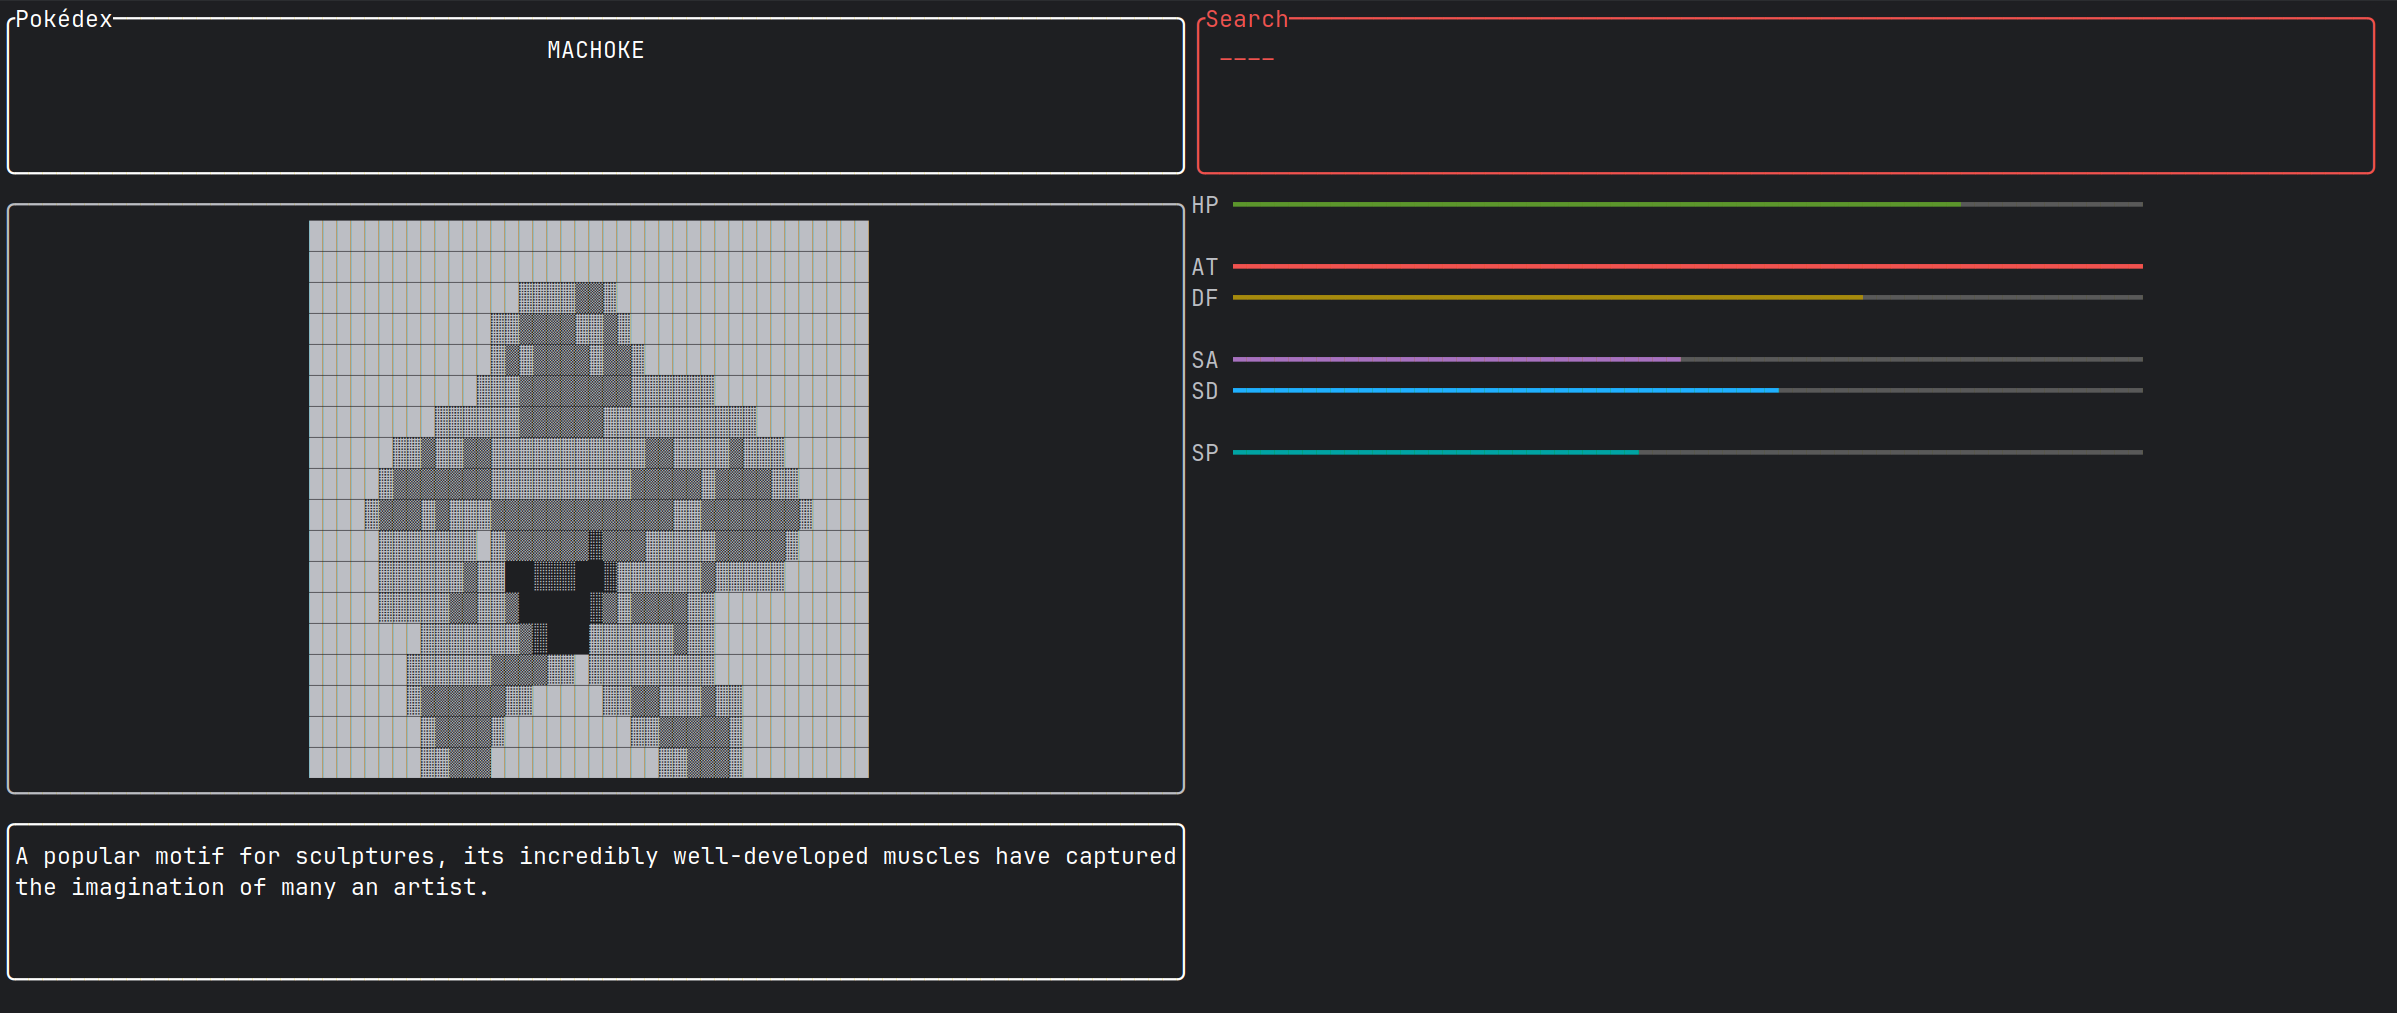 Pokédex
MACHOKE
Search
____
HP
AT
DF
SA
SD
SP
A popular motif for sculptures, its incredibly well-developed muscles have captured
the imagination of many an artist.